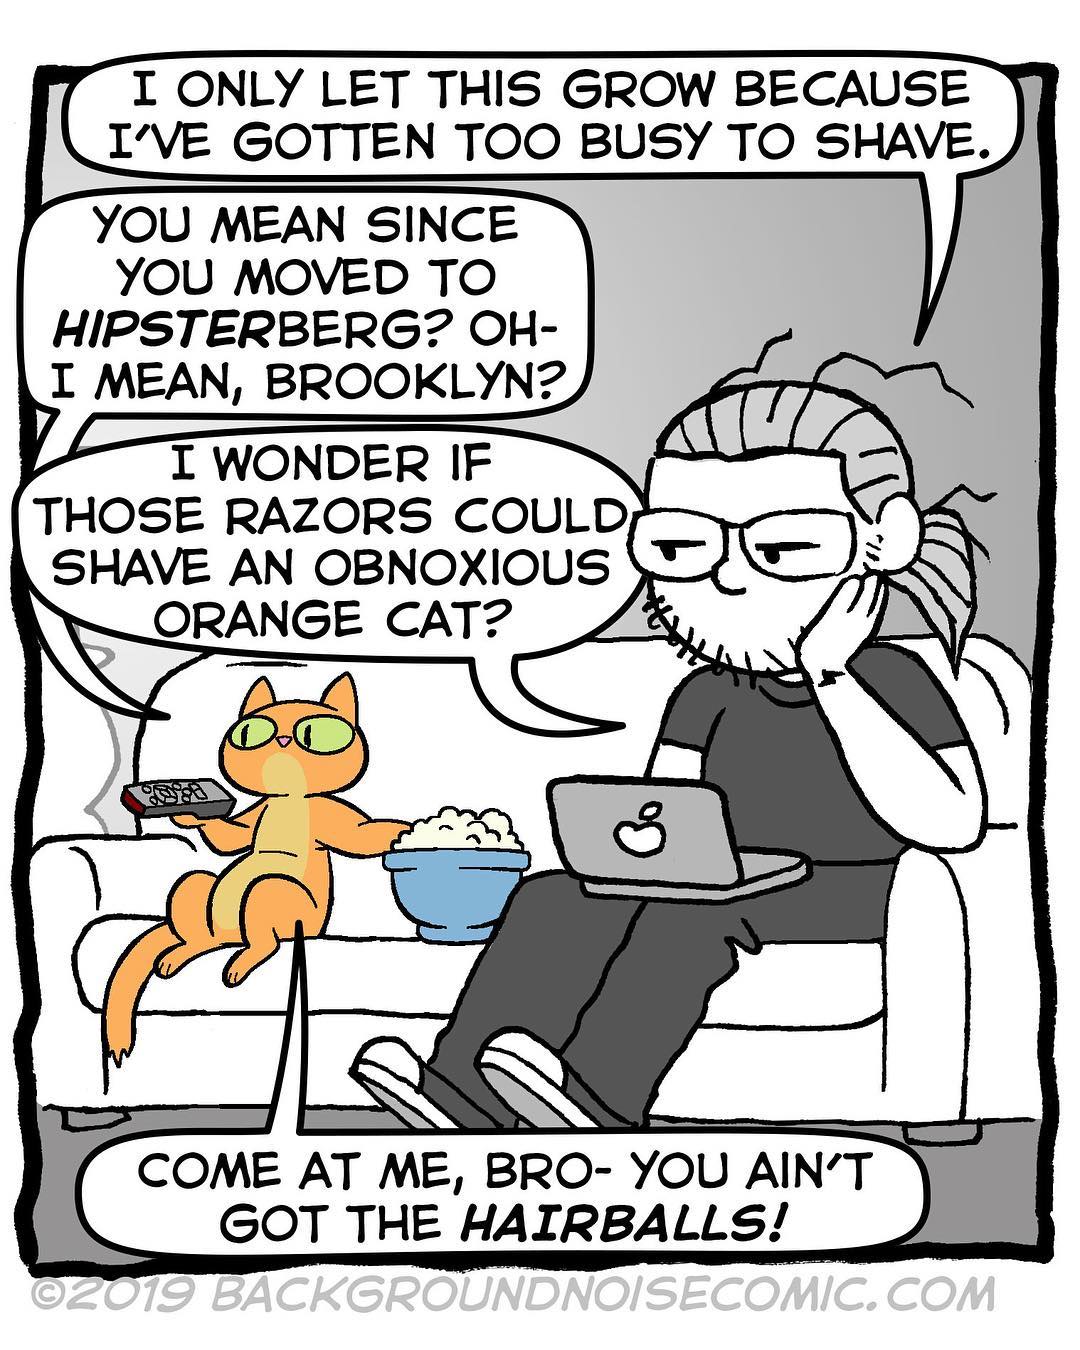 I ONLY LET THIS GROW BECAUSE
I'VE GOTTEN TOO BUSY TO SHAVE.
YOU MEAN SINCE
YOU MOVED TO
HIPSTERBERG? OH-
I MEAN, BROOKLYN?
I WONDER IF
THOSE RAZORS COULD
SHAVE AN OBNOXIOUS
ORANGE CAT?
COME AT ME, BRO- YOU AIN'T
GOT THE HAIRBALLS!
©2019 BACKGROUNDNOISECOMIC.COM